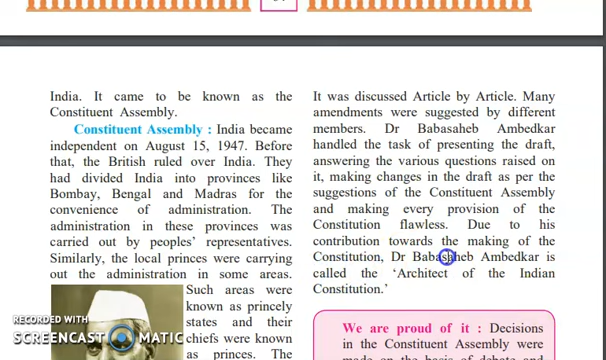 India. It came to be known as the
Constituent Assembly.
Constituent Assembly : India became
independent on August 15, 1947. Before
that, the British ruled over India. They
had divided India into provinces like
Bombay, Bengal and Madras for the
convenience of administration. The
administration in these provinces was
carried out by peoples’ representatives.
Similarly, the local princes were carrying
out the administration in some areas.
Such areas were
known as princely
states and their
chiefs were known
as princes. The
It was discussed Article by Article. Many
amendments were suggested by different
members. Dr Babasaheb Ambedkar
handled the task of presenting the draft,
answering the various questions raised on
it, making changes in the draft as per the
suggestions of the Constituent Assembly
and making every provision of the
Constitution flawless. Due to his
contribution towards the making of the
Constitution, Dr Babasaheb Ambedkar is
called the ‘Architect of the Indian
Constitution.’
We are proud of it : Decisions
in the Constituent Assembly were
made on the basis of debate and
RECORDED WITH
SCREENCAST MATIC